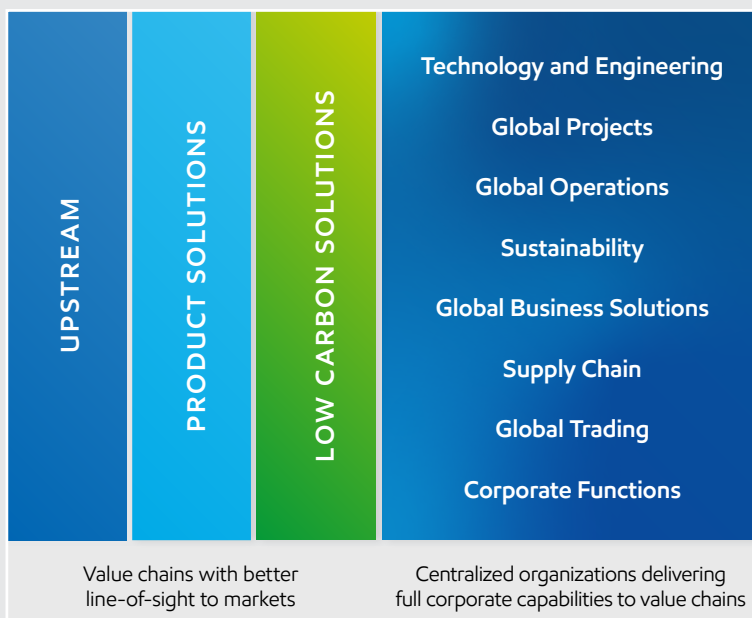 UPSTREAM
PRODUCT SOLUTIONS
LOW CARBON SOLUTIONS
Technology and Engineering
Global Projects
Global Operations
Sustainability
Global Business Solutions
Supply Chain
Global Trading
Corporate Functions
Value chains with better
line-of-sight to markets
Centralized organizations delivering
full corporate capabilities to value chains